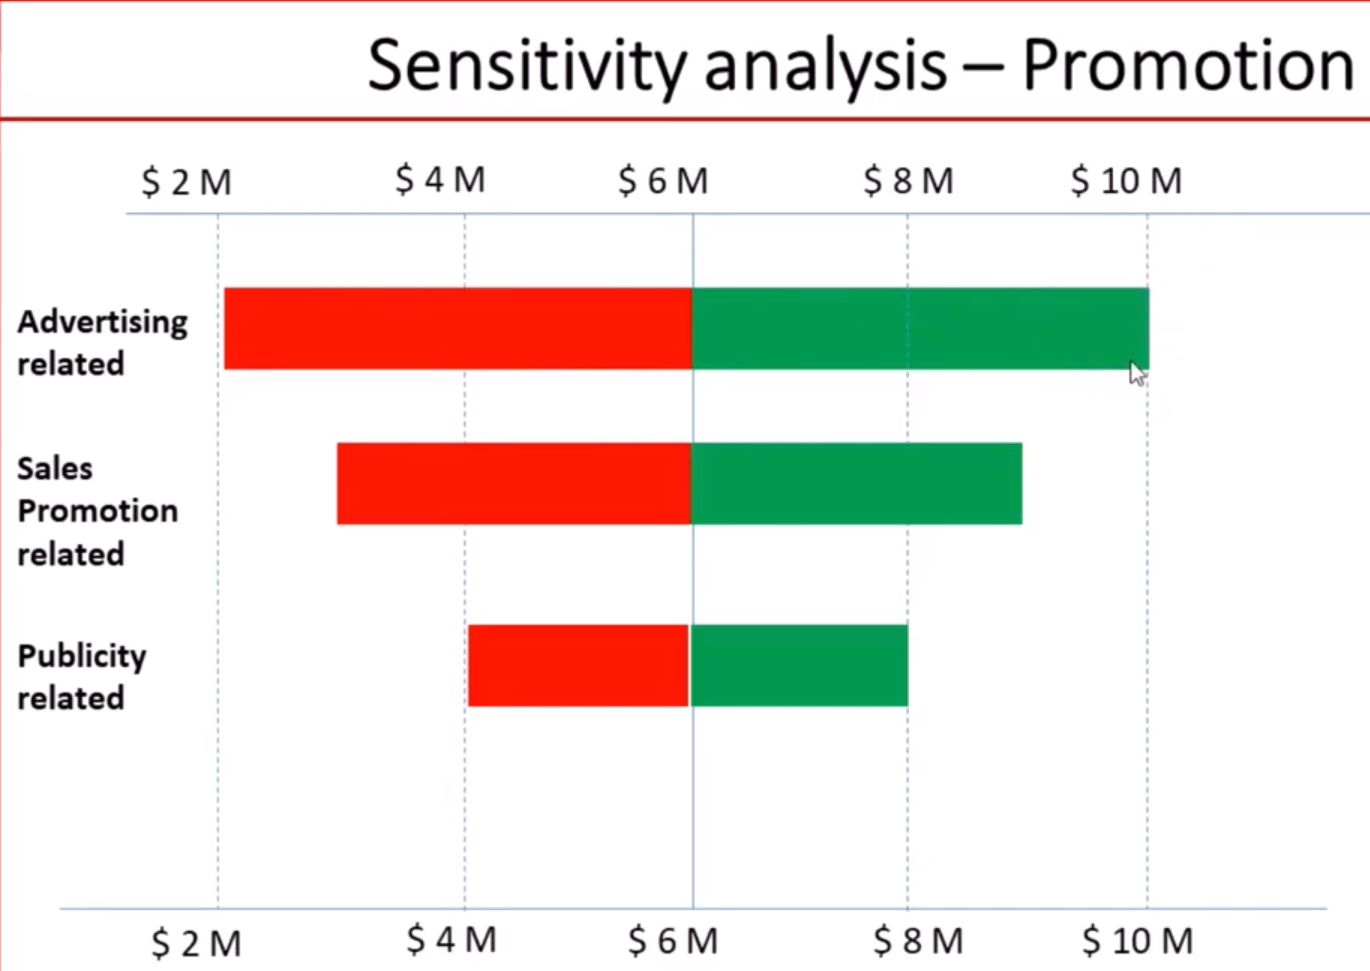 Sensitivity analysis – Promotion
$ 2 M $ 4 M $ 6 M $ 8 M $ 10 M
Advertising
related
Sales
Promotion
related
Publicity
related
$ 2 M $ 4 M $ 6 M $ 8 M $ 10 M